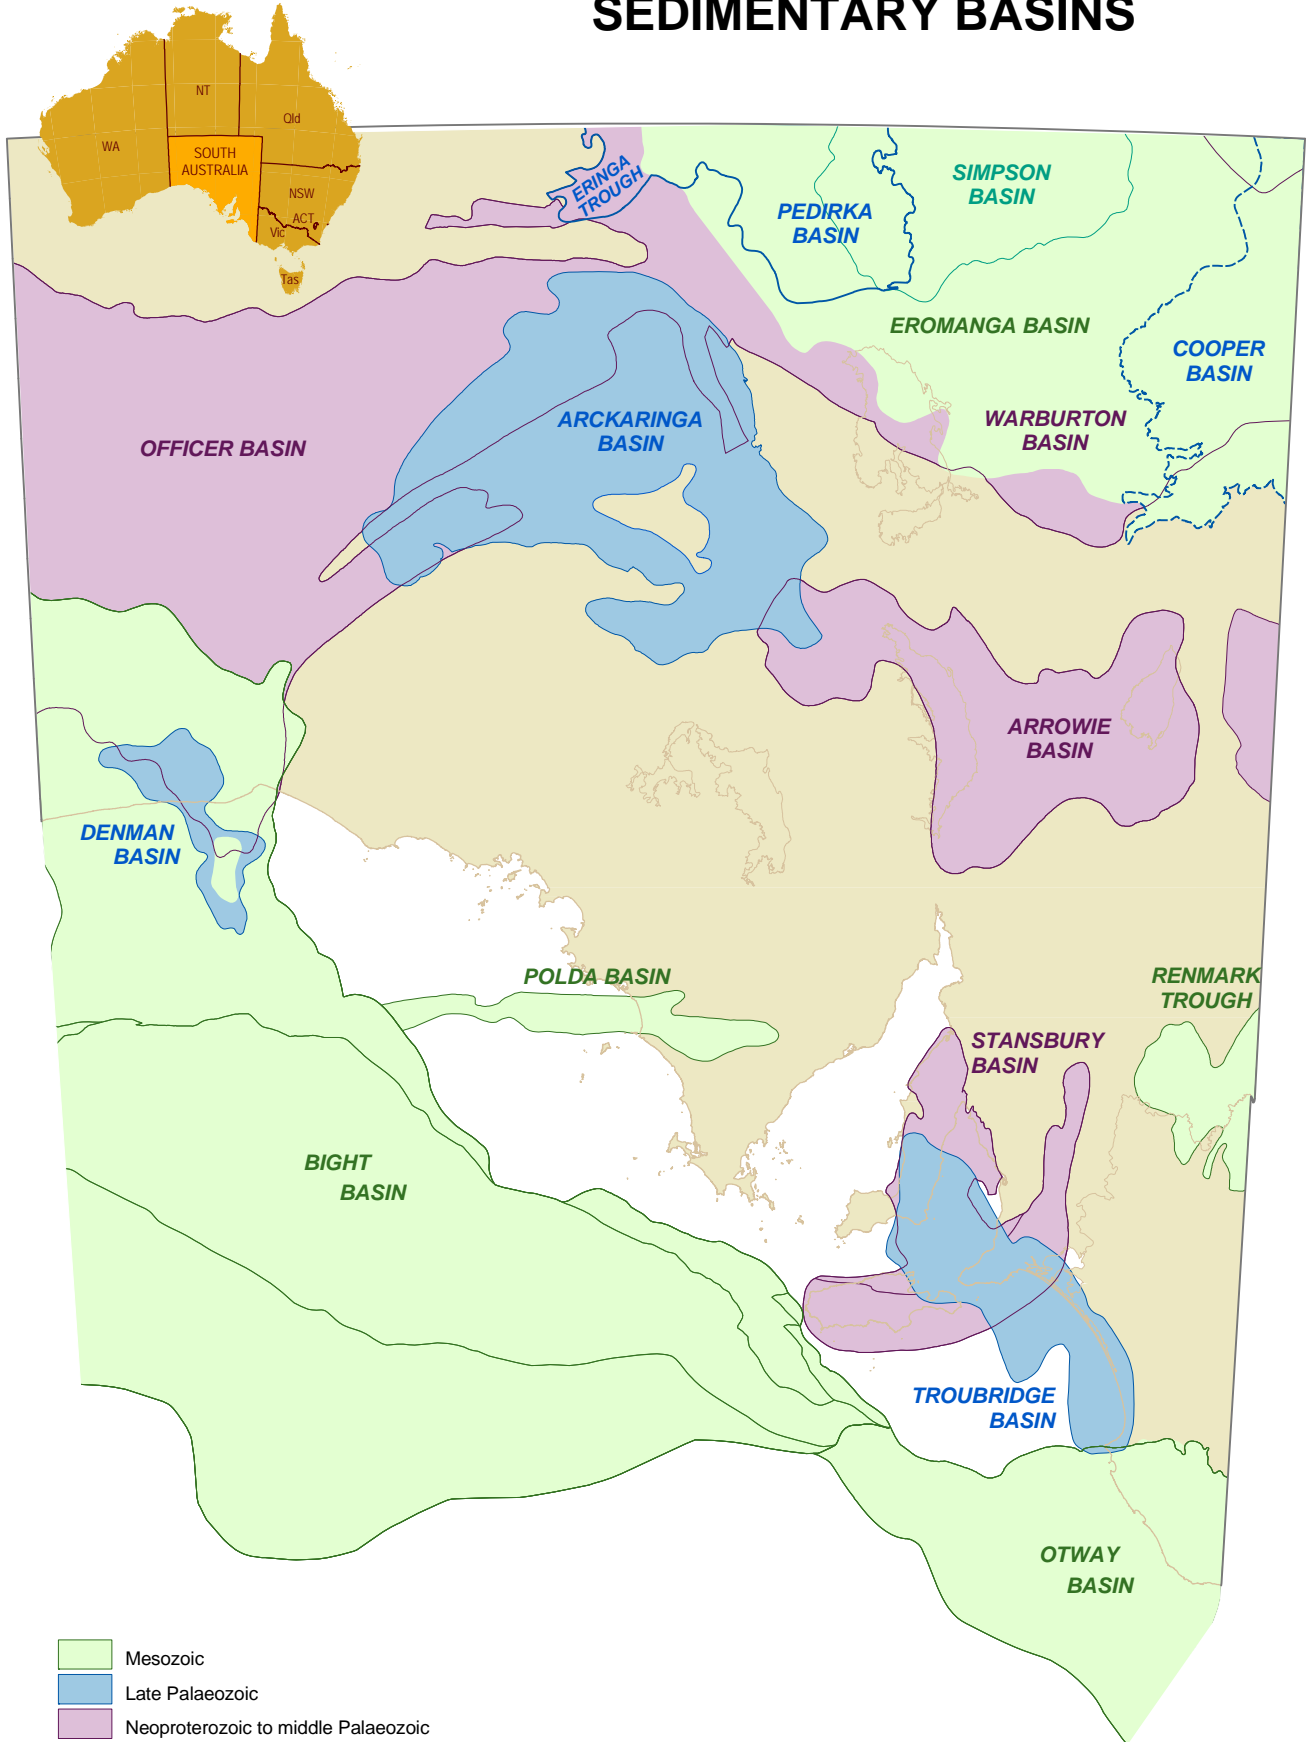 SEDIMENTARY BASINS
NT
Qld
WA
SOUTH
AUSTRALIA
NSW
ACT
Vic
Tas
ERINGA
TROUGH
PEDIRKA
BASIN
SIMPSON
BASIN
EROMANGA BASIN
COOPER
BASIN
ARCKARINGA
BASIN
WARBURTON
BASIN
OFFICER BASIN
ARROWIE
BASIN
DENMAN
BASIN
POLDA BASIN
RENMARK
TROUGH
STANSBURY
BASIN
BIGHT
BASIN
TROUBRIDGE
BASIN
OTWAY
BASIN
Mesozoic
Late Palaeozoic
Neoproterozoic to middle Palaeozoic